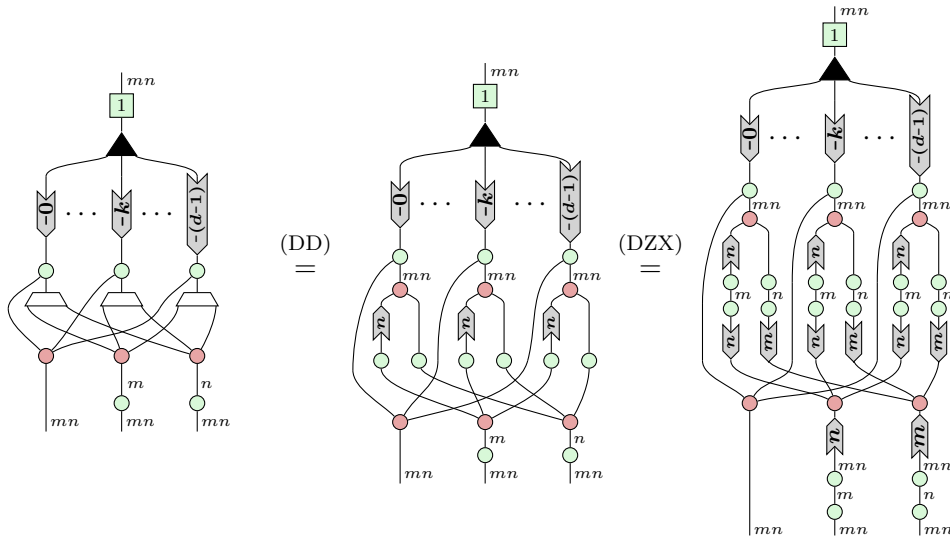 mn
1
-0 ··· -k ··· -(d-1)
m n
mn mn mn
(DD)
=
mn
1
-0 ··· -k ··· -(d-1)
mn mn mn
n n n
m n
mn mn mn
(DZX)
=
mn
1
-0 ··· -k ··· -(d-1)
mn mn mn
n n n
m n m n m n
n m n m n m
n m
mn mn
m n
mn mn mn